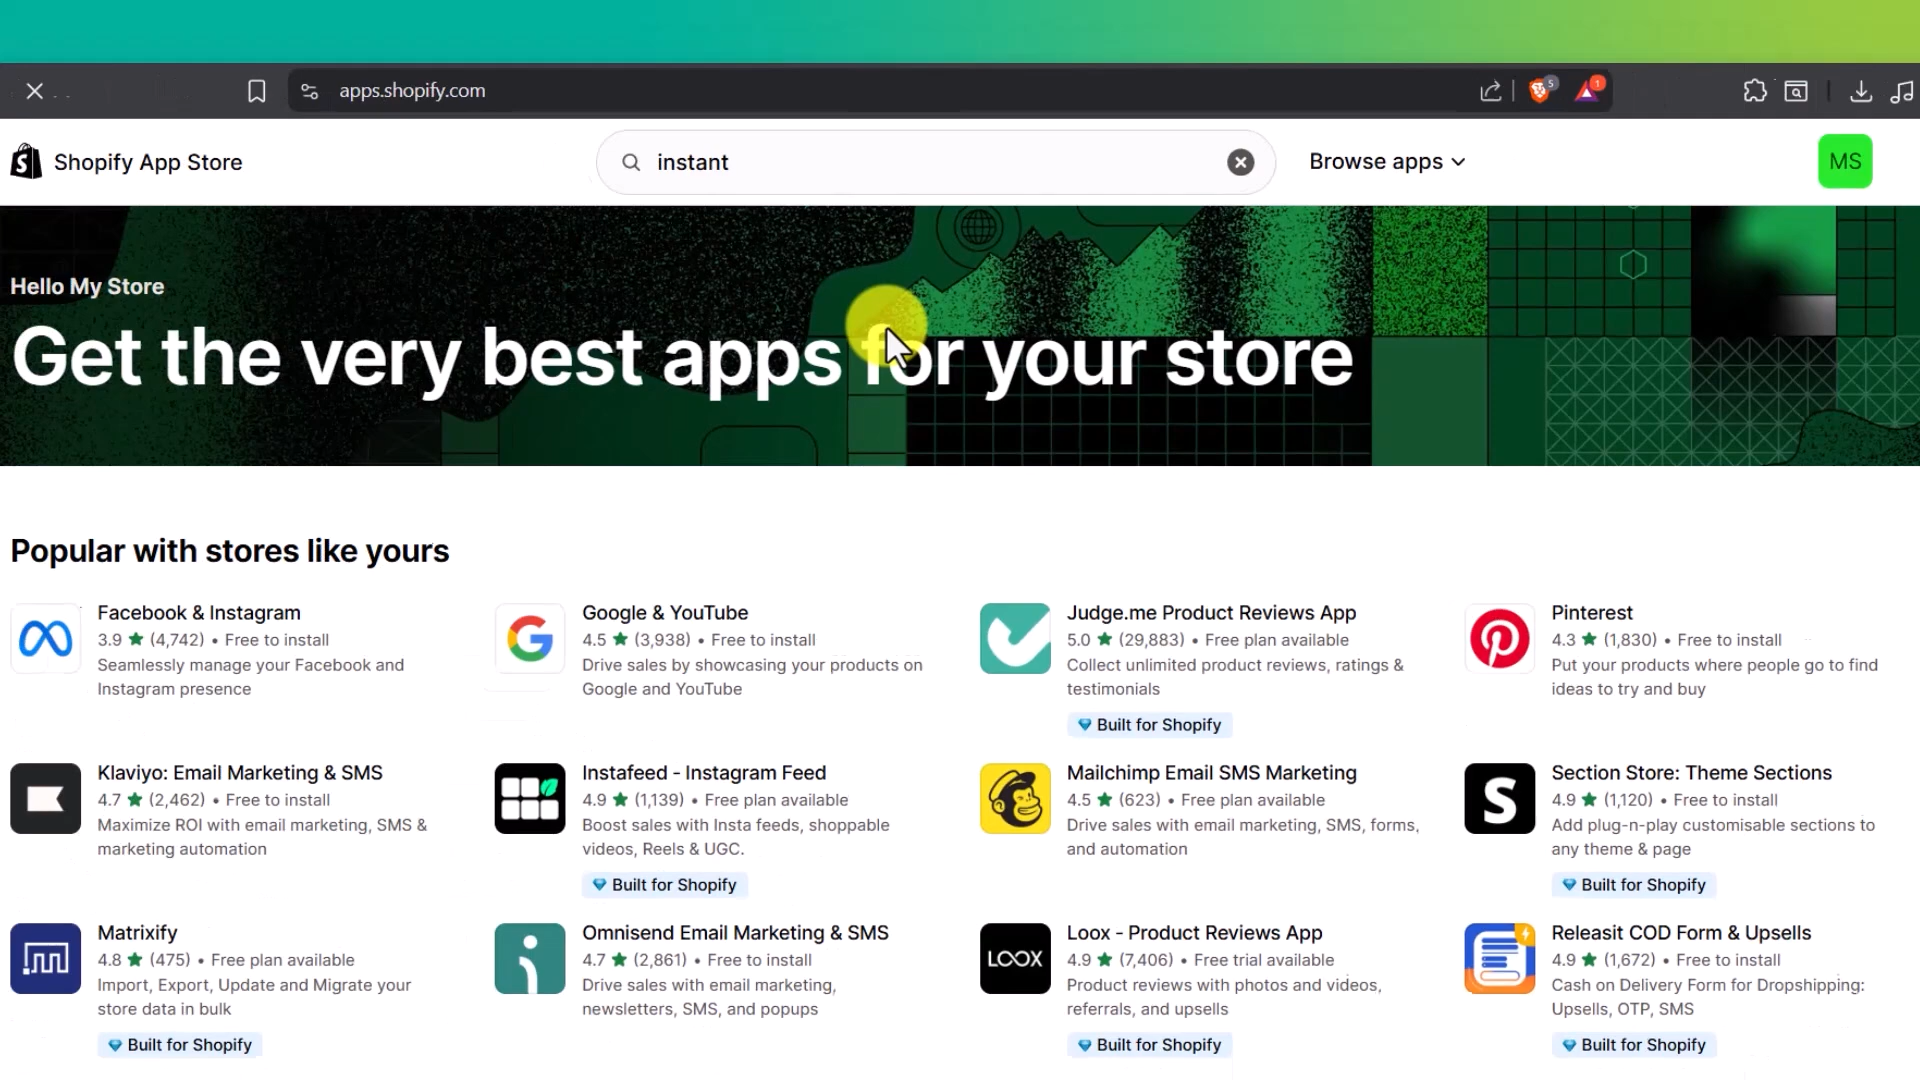 apps.shopify.com
5
1
Shopify App Store
instant
Browse apps
MS
Hello My Store
Get the very best apps for your store
Popular with stores like yours
Facebook & Instagram
3.9 ★ (4,742) • Free to install
Seamlessly manage your Facebook and
Instagram presence
Google & YouTube
4.5 ★ (3,938) • Free to install
Drive sales by showcasing your products on
Google and YouTube
Judge.me Product Reviews App
5.0 ★ (29,883) • Free plan available
Collect unlimited product reviews, ratings &
testimonials
Built for Shopify
Pinterest
4.3 ★ (1,830) • Free to install
Put your products where people go to find
ideas to try and buy
Klaviyo: Email Marketing & SMS
4.7 ★ (2,462) • Free to install
Maximize ROI with email marketing, SMS &
marketing automation
Instafeed - Instagram Feed
4.9 ★ (1,139) • Free plan available
Boost sales with Insta feeds, shoppable
videos, Reels & UGC.
Built for Shopify
Mailchimp Email SMS Marketing
4.5 ★ (623) • Free plan available
Drive sales with email marketing, SMS, forms,
and automation
S
Section Store: Theme Sections
4.9 ★ (1,120) • Free to install
Add plug-n-play customisable sections to
any theme & page
Built for Shopify
Matrixify
4.8 ★ (475) • Free plan available
Import, Export, Update and Migrate your
store data in bulk
Built for Shopify
Omnisend Email Marketing & SMS
4.7 ★ (2,861) • Free to install
Drive sales with email marketing,
newsletters, SMS, and popups
LOOX
Loox - Product Reviews App
4.9 ★ (7,406) • Free trial available
Product reviews with photos and videos,
referrals, and upsells
Built for Shopify
Releasit COD Form & Upsells
4.9 ★ (1,672) • Free to install
Cash on Delivery Form for Dropshipping:
Upsells, OTP, SMS
Built for Shopify